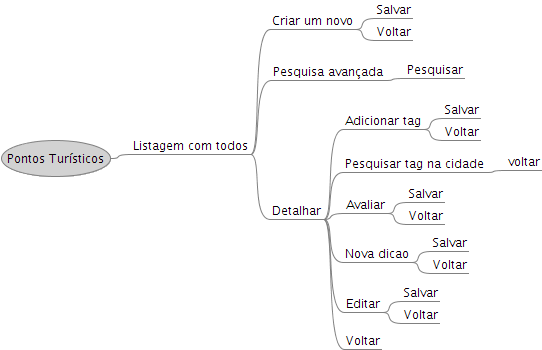 Pontos Turísticos
Listagem com todos
Criar um novo
Salvar
Voltar
Pesquisa avançada
Pesquisar
Detalhar
Adicionar tag
Salvar
Voltar
Pesquisar tag na cidade
voltar
Avaliar
Salvar
Voltar
Nova dicao
Salvar
Voltar
Editar
Salvar
Voltar
Voltar